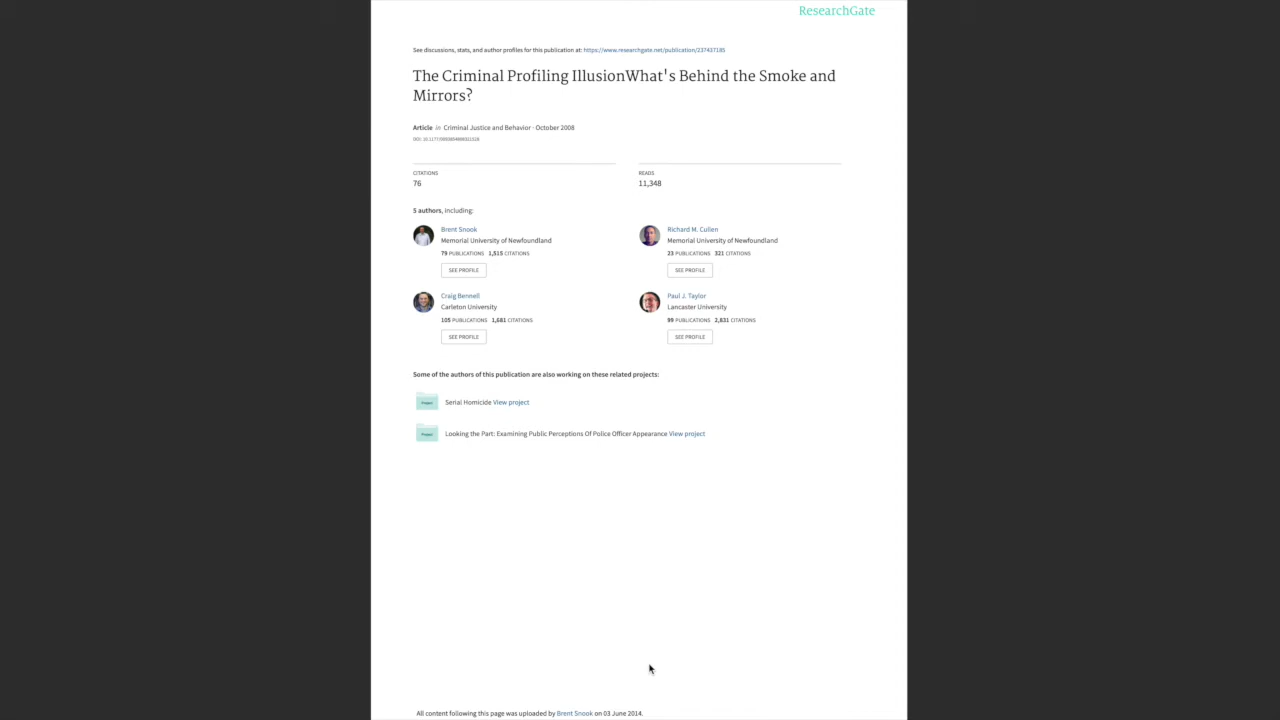 ResearchGate
See discussions, stats, and author profiles for this publication at: https://www.researchgate.net/publication/237437185
The Criminal Profiling IllusionWhat's Behind the Smoke and
Mirrors?
Article in Criminal Justice and Behavior · October 2008
CITATIONS
76
READS
11,348
5 authors, including:
Brent Snook
Memorial University of Newfoundland
79 PUBLICATIONS 1,515 CITATIONS
SEE PROFILE
Richard M. Cullen
Memorial University of Newfoundland
23 PUBLICATIONS 321 CITATIONS
SEE PROFILE
Craig Bennell
Carleton University
105 PUBLICATIONS 1,681 CITATIONS
SEE PROFILE
Paul J. Taylor
Lancaster University
99 PUBLICATIONS 2,831 CITATIONS
SEE PROFILE
Some of the authors of this publication are also working on these related projects:
Project
Serial Homicide View project
Project
Looking the Part: Examining Public Perceptions Of Police Officer Appearance View project
All content following this page was uploaded by Brent Snook on 03 June 2014.